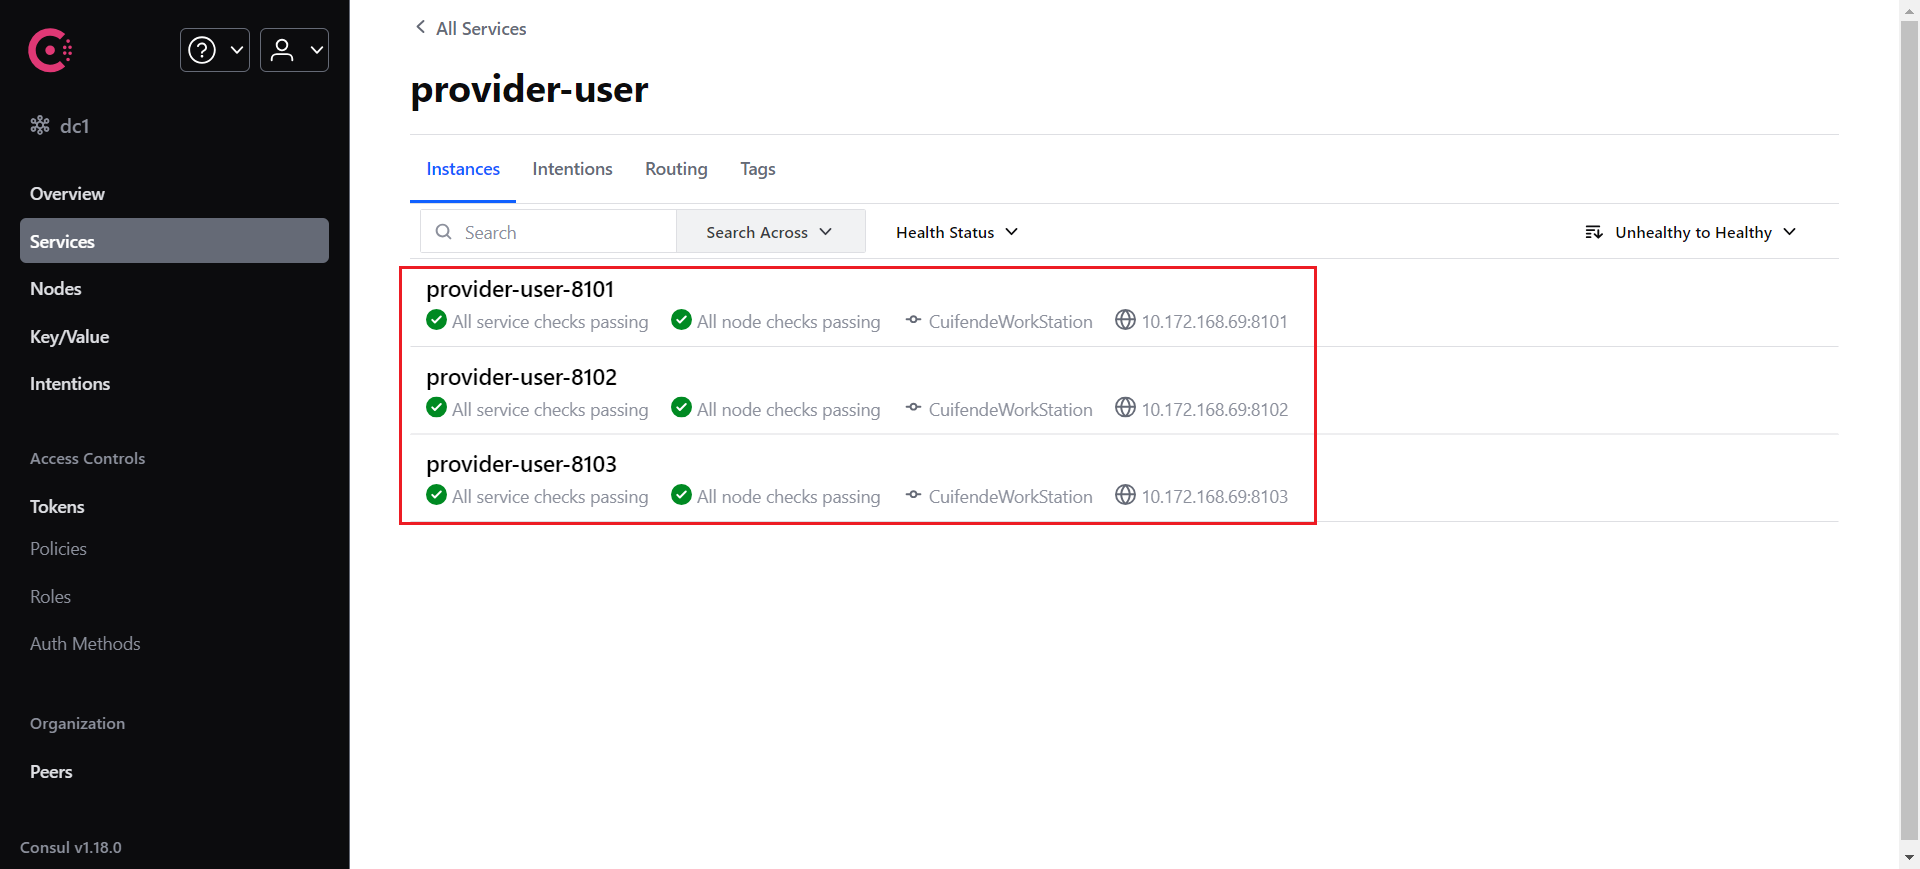 dc1
Overview
Services
Nodes
Key/Value
Intentions
Access Controls
Tokens
Policies
Roles
Auth Methods
Organization
Peers
Consul v1.18.0
All Services
provider-user
Instances Intentions Routing Tags
Search Search Across Health Status Unhealthy to Healthy
provider-user-8101
All service checks passing All node checks passing CuifendeWorkStation 10.172.168.69:8101
provider-user-8102
All service checks passing All node checks passing CuifendeWorkStation 10.172.168.69:8102
provider-user-8103
All service checks passing All node checks passing CuifendeWorkStation 10.172.168.69:8103